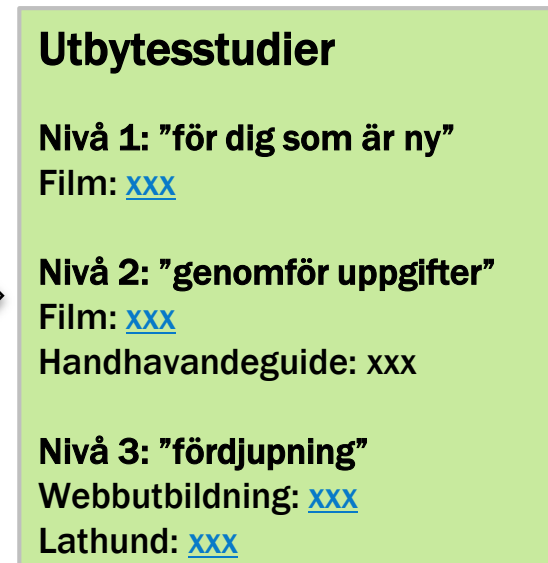 Utbytesstudier
Nivå 1: ”för dig som är ny”
Film: xxx
Nivå 2: ”genomför uppgifter”
Film: xxx
Handhavandeguide: xxx
Nivå 3: ”fördjupning”
Webbutbildning: xxx
Lathund: xxx